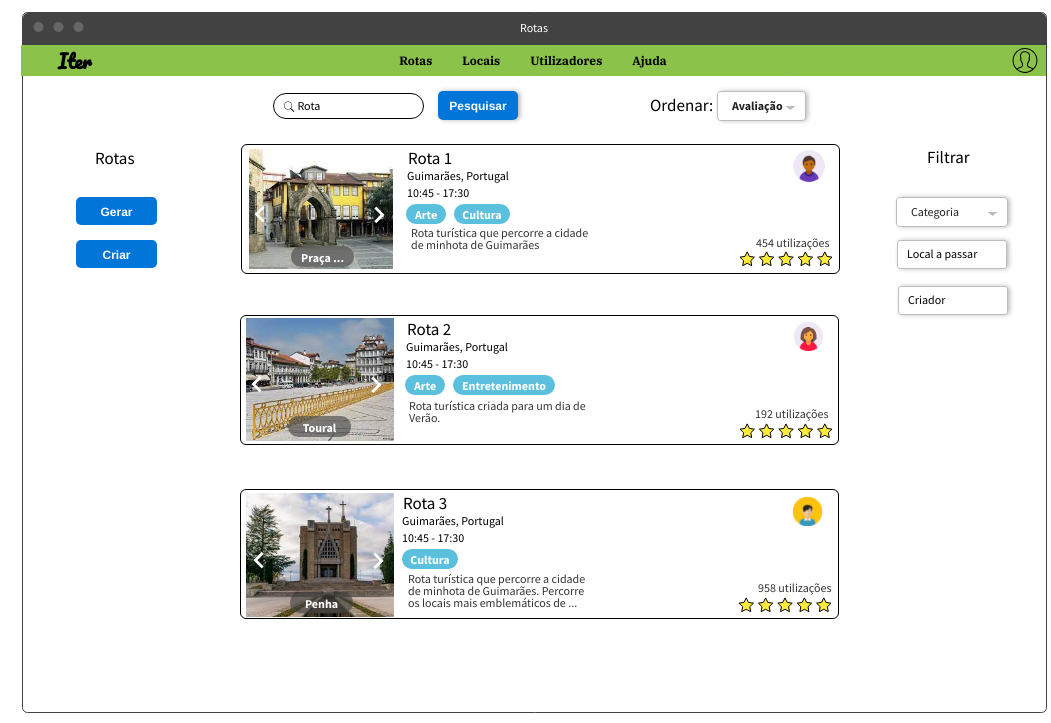 Rotas
Iter
Rotas
Locais
Utilizadores
Ajuda
Rota
Pesquisar
Ordenar:
Avaliação
Rotas
Gerar
Criar
Rota 1
Guimarães, Portugal
10:45 - 17:30
Arte
Cultura
Rota turística que percorre a cidade
de minhota de Guimarães
Praça ...
454 utilizações
Rota 2
Guimarães, Portugal
10:45 - 17:30
Arte
Entretenimento
Rota turística criada para um dia de
Verão.
Toural
192 utilizações
Rota 3
Guimarães, Portugal
10:45 - 17:30
Cultura
Rota turística que percorre a cidade
de minhota de Guimarães. Percorre
os locais mais emblemáticos de ...
Penha
958 utilizações
Filtrar
Categoria
Local a passar
Criador